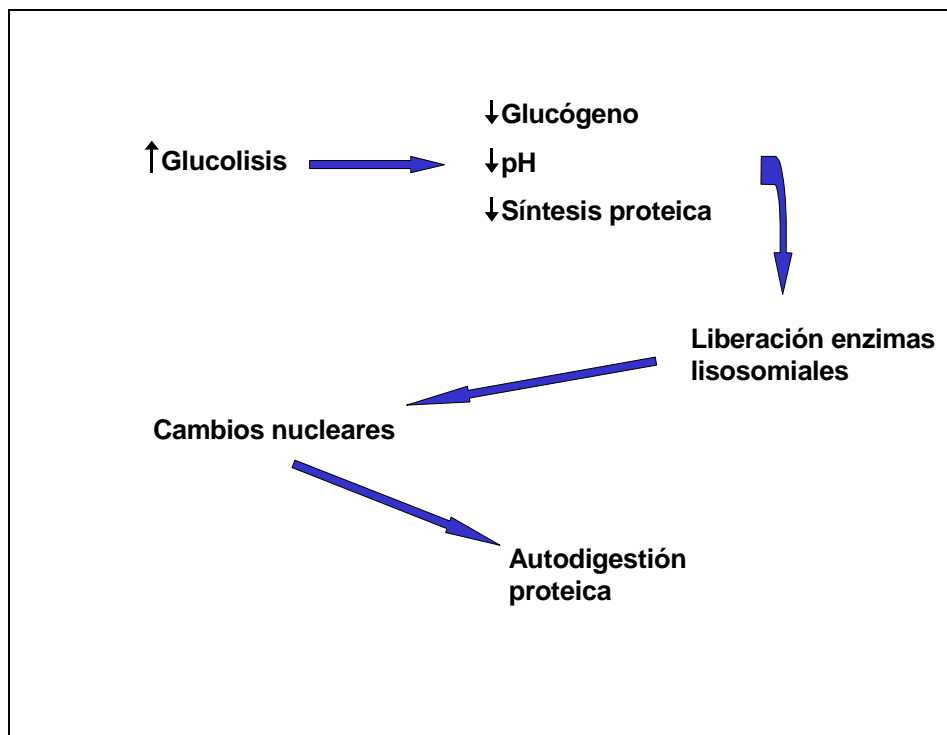 ↑Glucolisis
↓Glucógeno
↓pH
↓Síntesis proteica
Liberación enzimas
lisosomiales
Cambios nucleares
Autodigestión
proteica